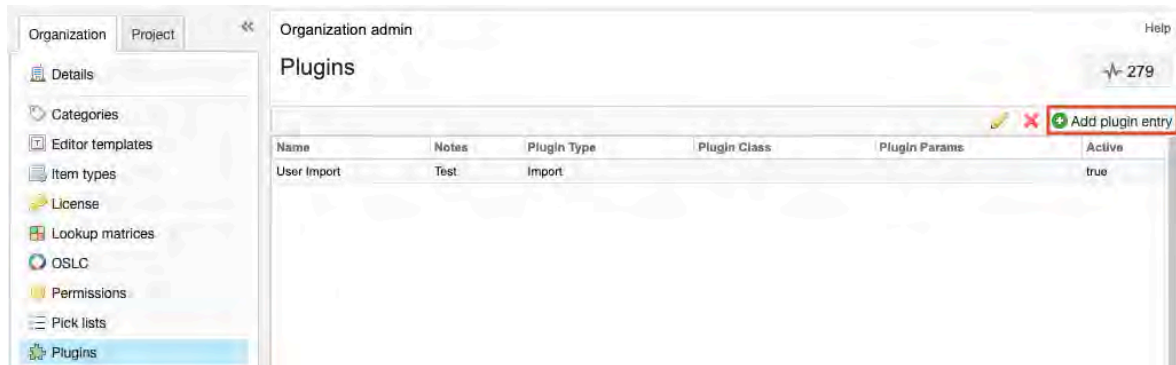 Organization Project «
Organization admin Help
Plugins 279
Details
Categories
Add plugin entry
Editor templates
Name Notes Plugin Type Plugin Class Plugin Params Active
Item types
User Import Test Import true
License
Lookup matrices
OSLC
Permissions
Pick lists
Plugins